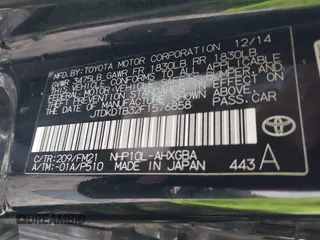 MFD. BY: TOYOTA MOTOR CORPORATION 12/14
GVWR 3475LB GAWR FR 1830LB RR 1830LB
THIS VEHICLE CONFORMS TO ALL APPLICABLE
FEDERAL MOTOR VEHICLE SAFETY, BUMPER, AND
THEFT PREVENTION STANDARDS IN EFFECT ON
THE DATE OF MANUFACTURE SHOWN ABOVE.
JTDKDTB32F1576858
C/TR: 209/FM21 NHP10L-AHXGBA
A/TM: -01A/P510 MADE IN JAPAN 443 A
TOYOTA
DREAMBID